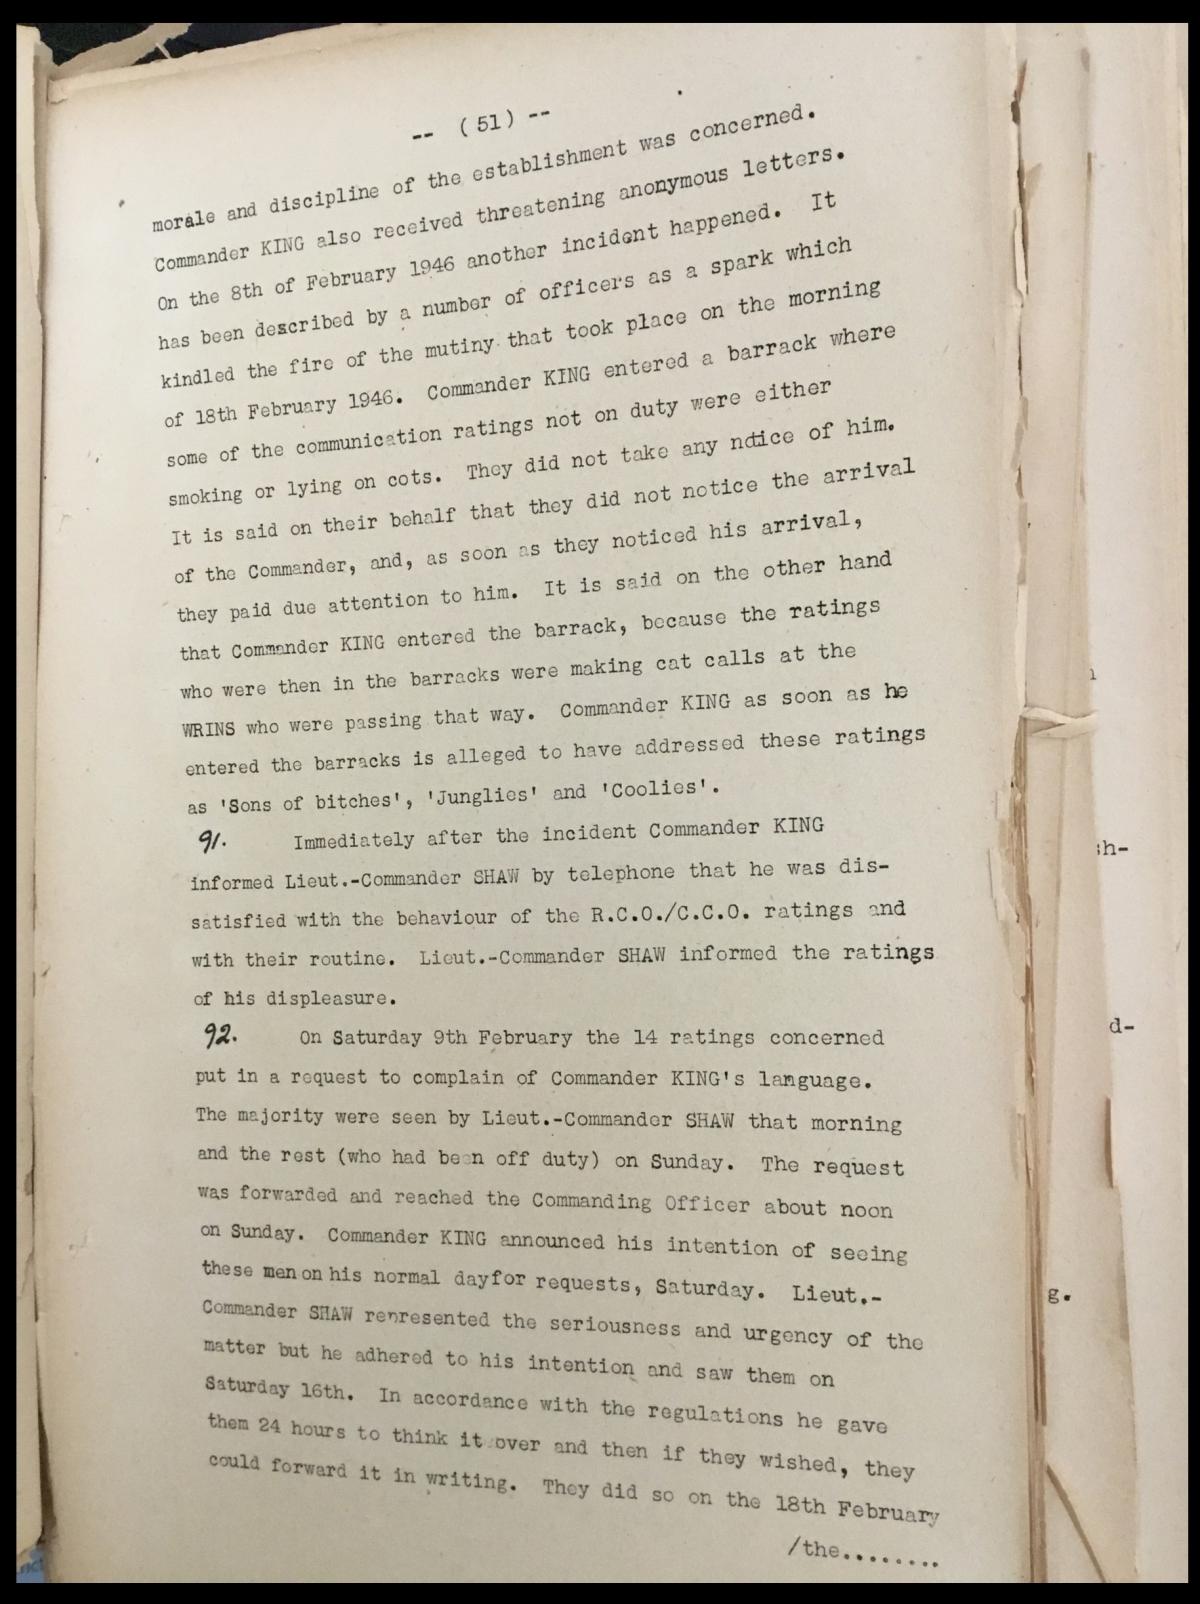 -- (51) --
morale and discipline of the establishment was concerned.
Commander KING also received threatening anonymous letters.
On the 8th of February 1946 another incident happened. It
has been described by a number of officers as a spark which
kindled the fire of the mutiny that took place on the morning
of 18th February 1946. Commander KING entered a barrack where
some of the communication ratings not on duty were either
smoking or lying on cots. They did not take any notice of him.
It is said on their behalf that they did not notice the arrival
of the Commander, and, as soon as they noticed his arrival,
they paid due attention to him. It is said on the other hand
that Commander KING entered the barrack, because the ratings
who were then in the barracks were making cat calls at the
WRINS who were passing that way. Commander KING as soon as he
entered the barracks is alleged to have addressed these ratings
as 'Sons of bitches', 'Junglies' and 'Coolies'.
91. Immediately after the incident Commander KING
informed Lieut.-Commander SHAW by telephone that he was dis-
satisfied with the behaviour of the R.C.O./C.C.O. ratings and
with their routine. Lieut.-Commander SHAW informed the ratings
of his displeasure.
92. On Saturday 9th February the 14 ratings concerned
put in a request to complain of Commander KING's language.
The majority were seen by Lieut.-Commander SHAW that morning
and the rest (who had been off duty) on Sunday. The request
was forwarded and reached the Commanding Officer about noon
on Sunday. Commander KING announced his intention of seeing
these men on his normal dayfor requests, Saturday. Lieut.-
Commander SHAW represented the seriousness and urgency of the
matter but he adhered to his intention and saw them on
Saturday 16th. In accordance with the regulations he gave
them 24 hours to think it over and then if they wished, they
could forward it in writing. They did so on the 18th February
/the........
h-
d-
g.